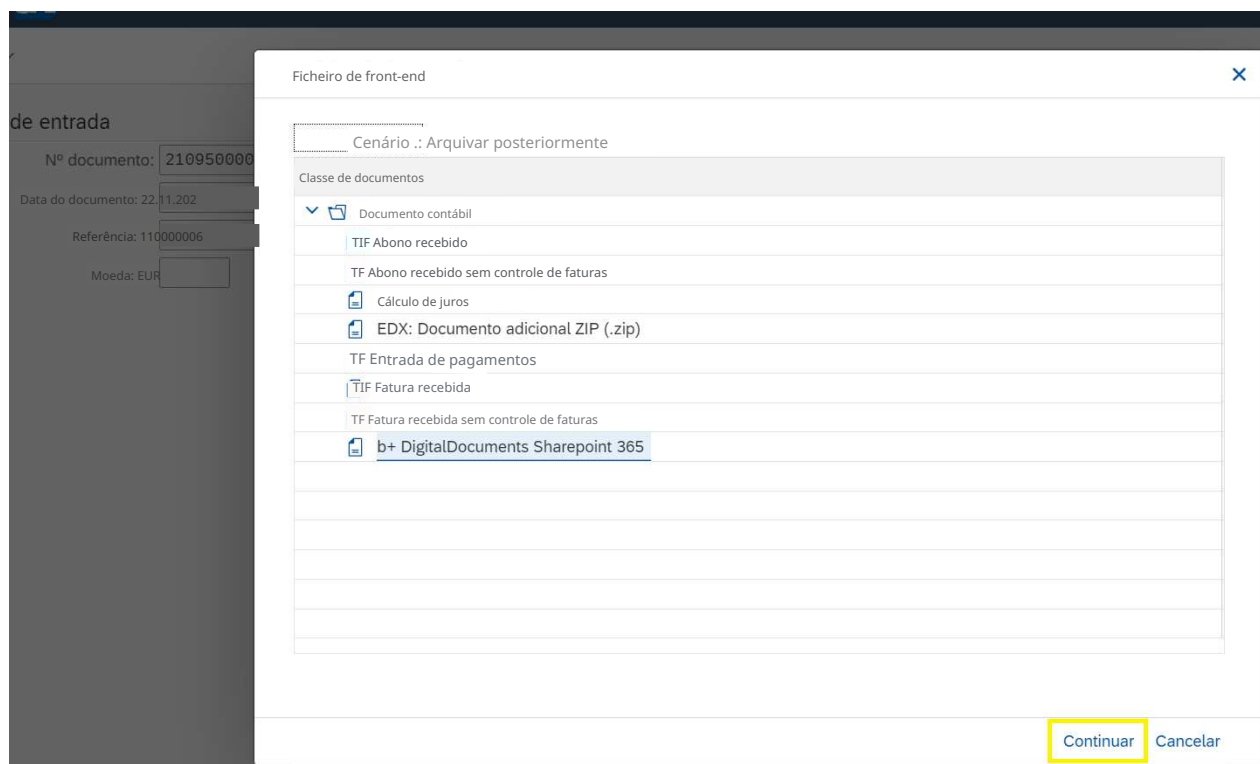 Ficheiro de front-end
de entrada
Cenário .: Arquivar posteriormente
Nº documento: 210950000
Classe de documentos
Data do documento: 22.11.202
Documento contábil
Referência: 110000006
TIF Abono recebido
Moeda: EUR
TF Abono recebido sem controle de faturas
Cálculo de juros
EDX: Documento adicional ZIP (.zip)
TF Entrada de pagamentos
TIF Fatura recebida
TF Fatura recebida sem controle de faturas
b+ DigitalDocuments Sharepoint 365
Continuar Cancelar